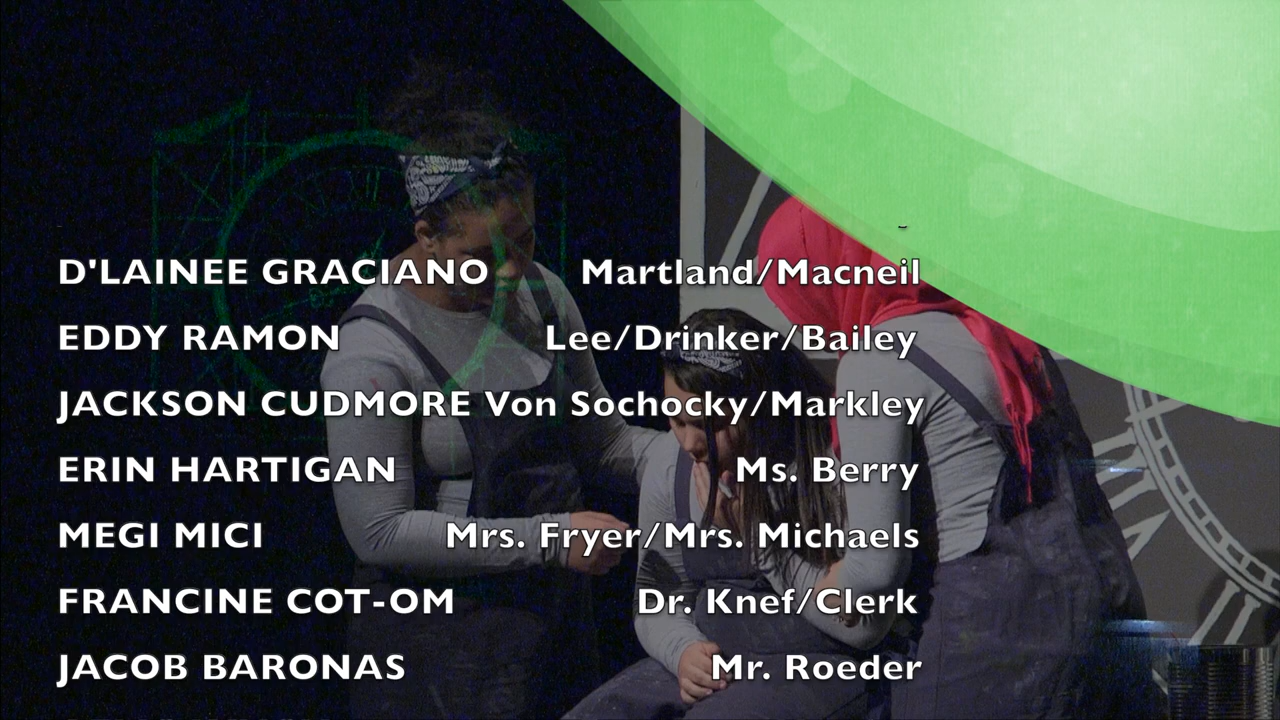 D'LAINEE GRACIANO Martland/Macneil
EDDY RAMON Lee/Drinker/Bailey
JACKSON CUDMORE Von Sochocky/Markley
ERIN HARTIGAN Ms. Berry
MEGI MICI Mrs. Fryer/Mrs. Michaels
FRANCINE COT-OM Dr. Knef/Clerk
JACOB BARONAS Mr. Roeder